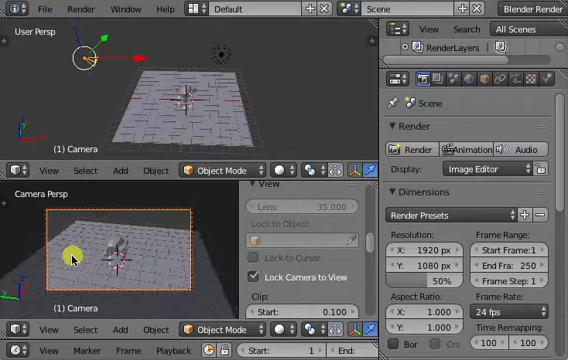 File Render Window Help Default Scene Blender Render
User Persp
View Search All Scenes
RenderLayers
Scene
Render
Render Animation Audio
Display: Image Editor
(1) Camera
View Select Add Object Object Mode
Camera Persp
View
Lens: 35.000
Lock to Object:
Lock to Cursor
Lock Camera to View
Clip:
Start: 0.100
(1) Camera
View Select Add Object Object Mode
Dimensions
Render Presets
Resolution: Frame Range:
X: 1920 px Start Frame: 1
Y: 1080 px End Fra: 250
50% Frame Step: 1
Aspect Ratio: Frame Rate:
X: 1.000 24 fps
Y: 1.000 Time Remapping:
Bor Cro 100 100
View Marker Frame Playback Start: 1 End: